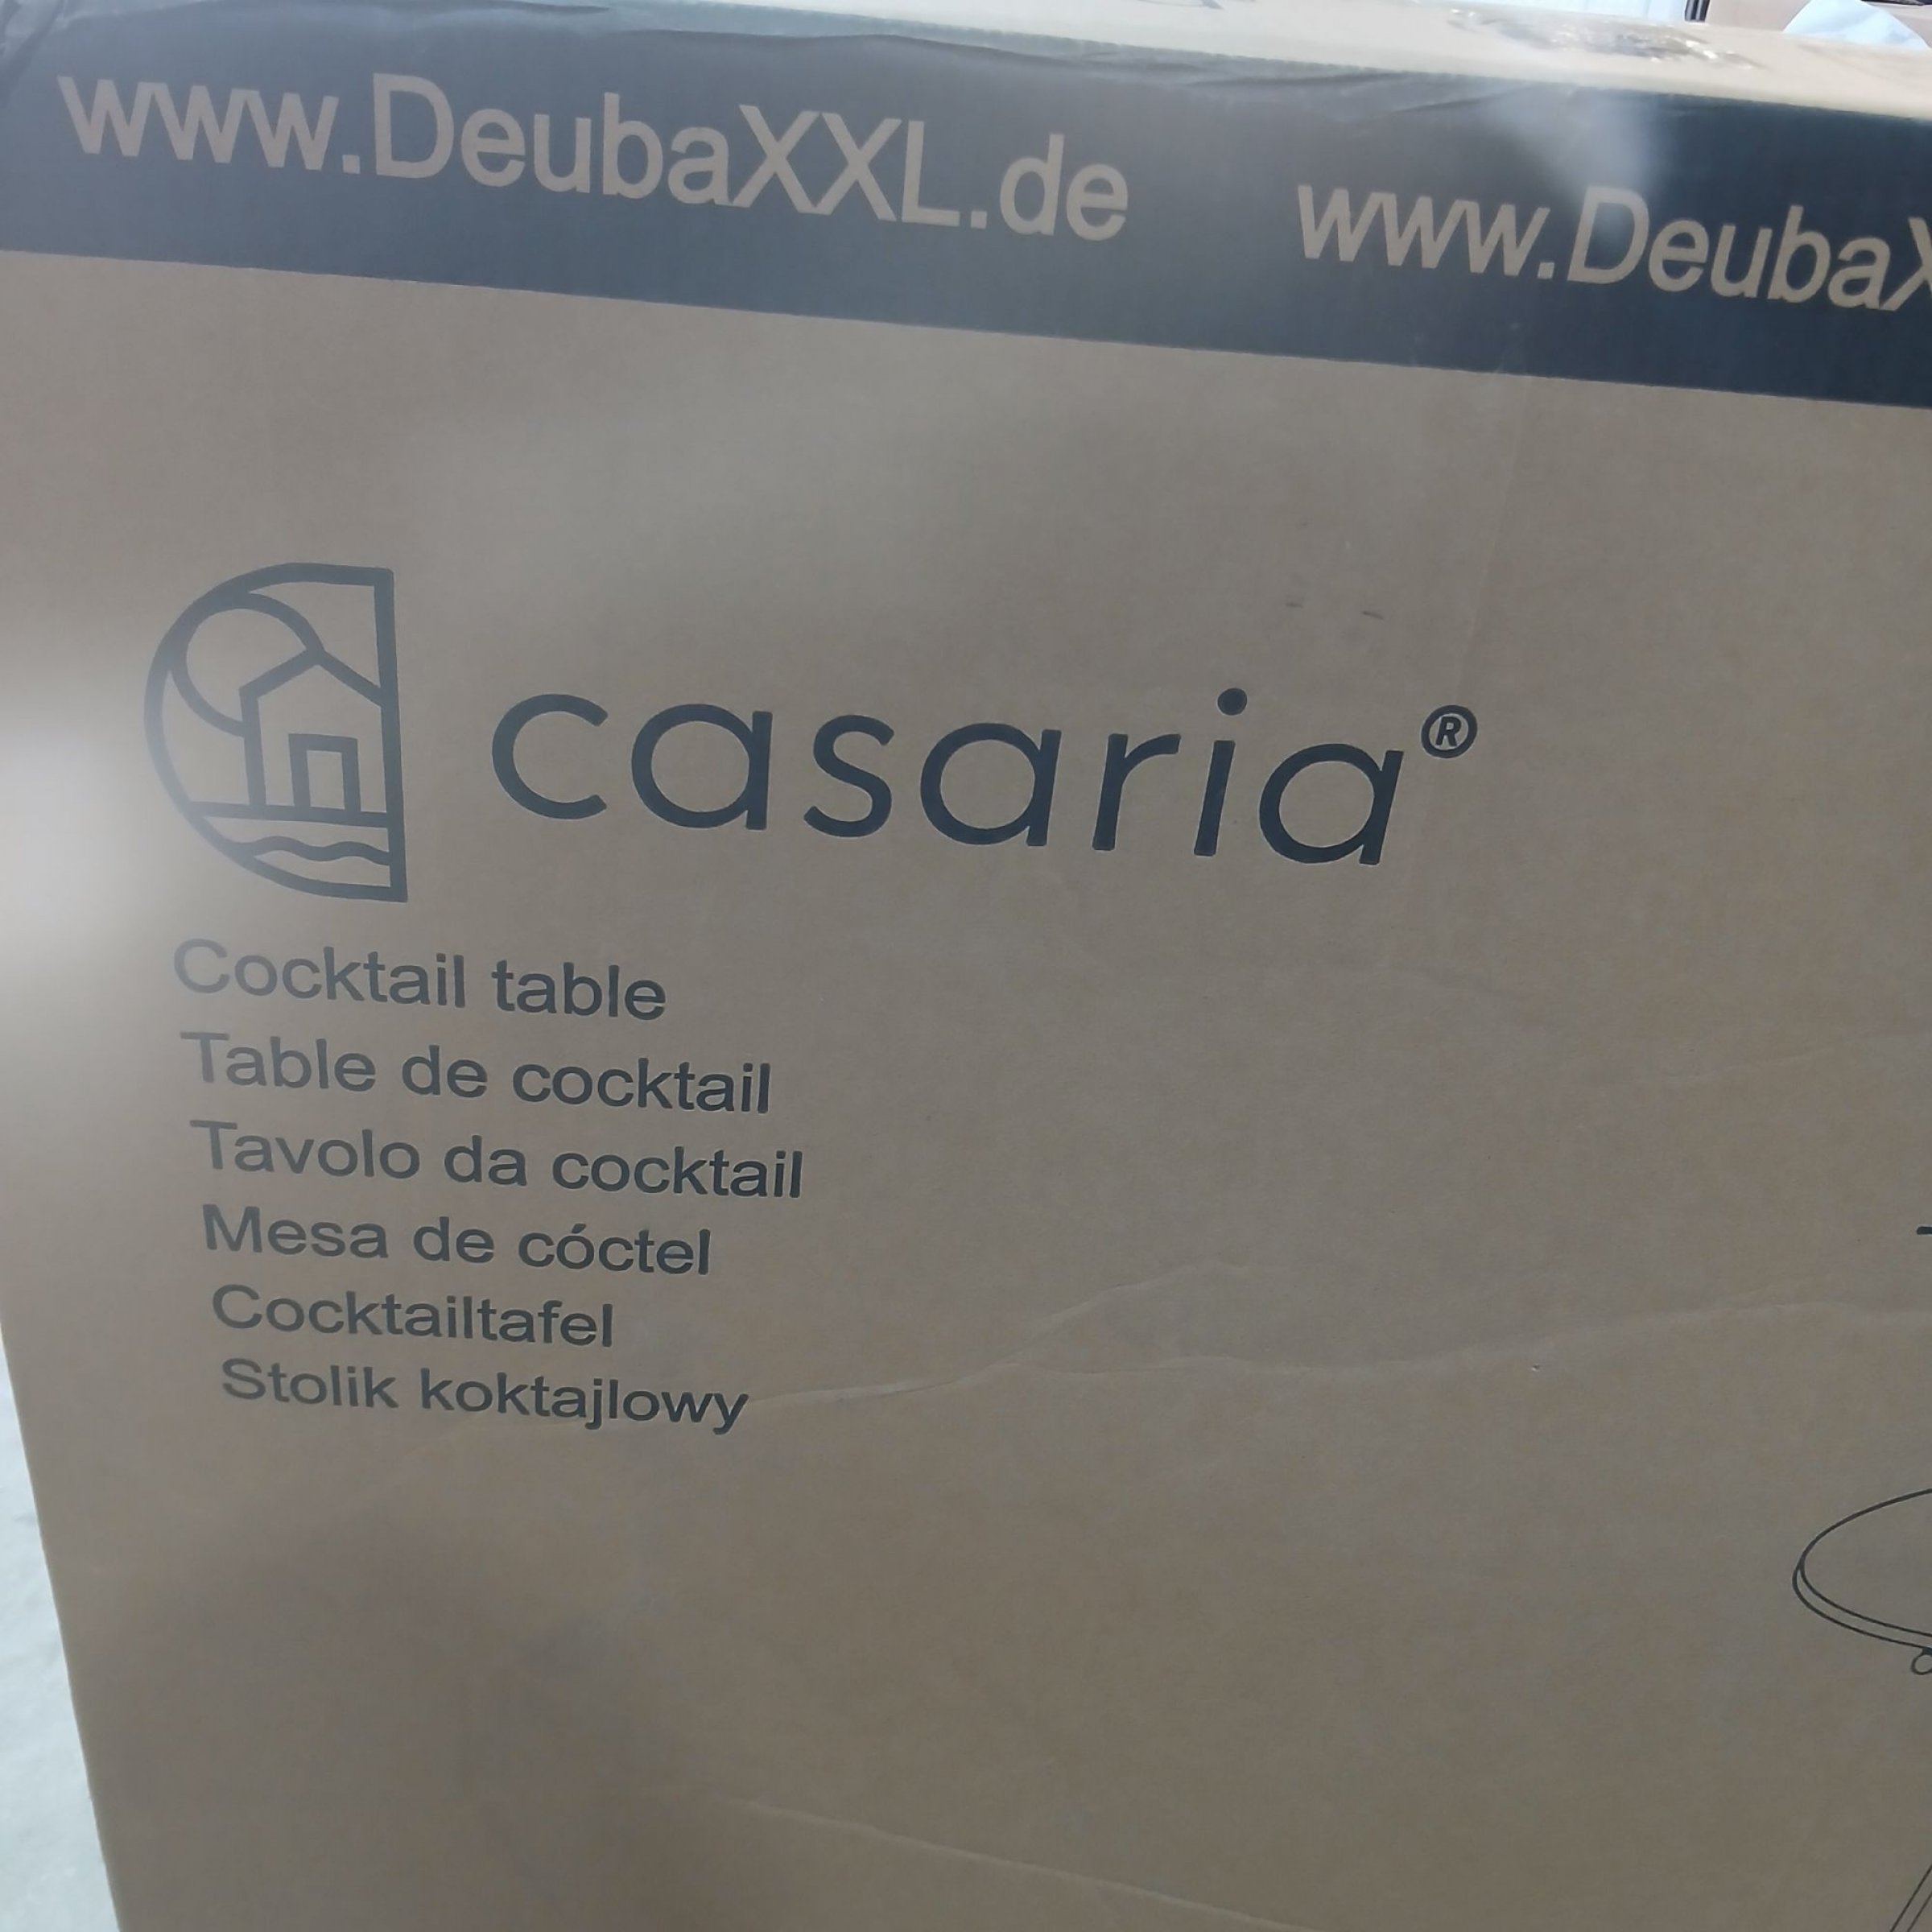 www.DeubaXXL.de www.DeubaX
casaria®
Cocktail table
Table de cocktail
Tavolo da cocktail
Mesa de cóctel
Cocktailtafel
Stolik koktajlowy